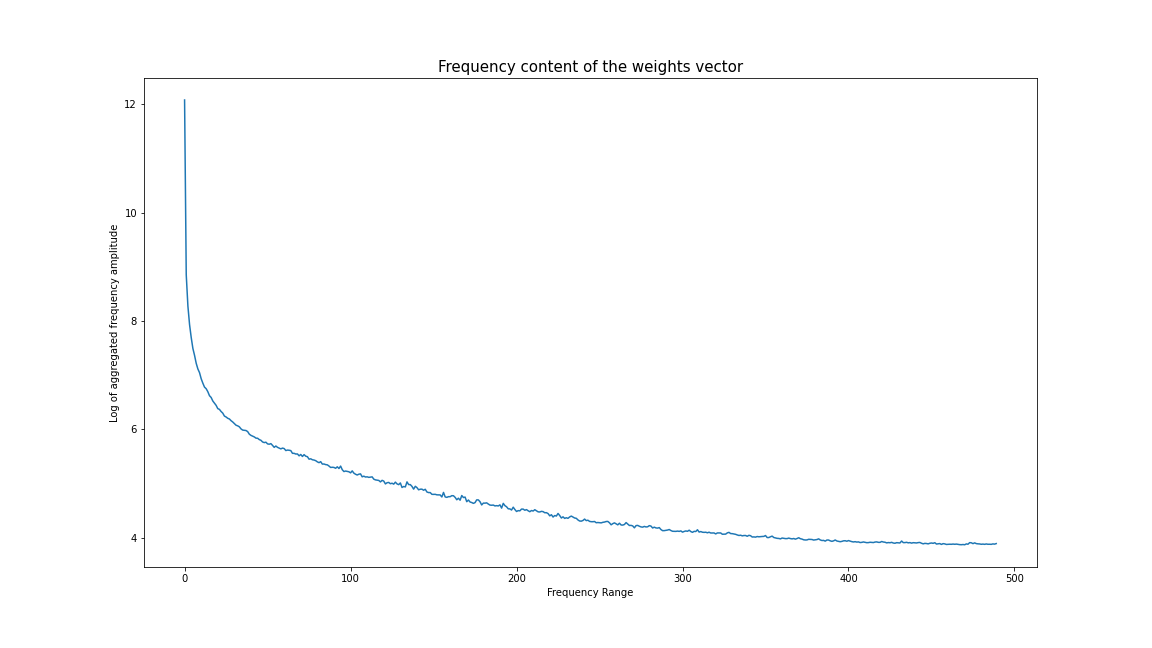 Frequency content of the weights vector
Log of aggregated frequency amplitude
12
10
8
6
4
0 100 200 300 400 500
Frequency Range